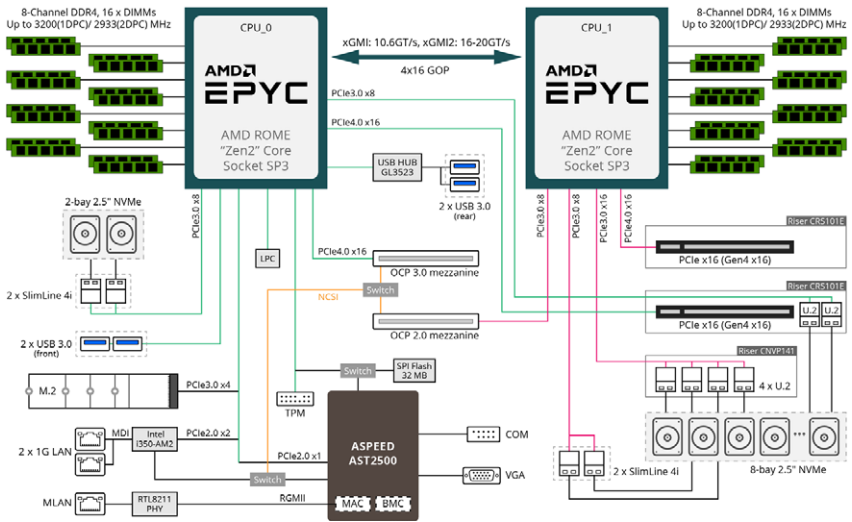 8-Channel DDR4, 16 x DIMMs
Up to 3200(1DPC)/ 2933(2DPC) MHz
CPU_0
AMD
EPYC
AMD ROME
"Zen2" Core
Socket SP3
xGMI: 10.6GT/s, xGMI2: 16-20GT/s
4x16 GOP
CPU_1
AMD
EPYC
AMD ROME
"Zen2" Core
Socket SP3
8-Channel DDR4, 16 x DIMMs
Up to 3200(1DPC)/ 2933(2DPC) MHz
PCIe3.0 x8
PCIe4.0 x16
USB HUB
GL3523
2 x USB 3.0
(rear)
2-bay 2.5" NVMe
PCIe3.0 x8
2 x SlimLine 4i
2 x USB 3.0
(front)
LPC
PCIe4.0 x16
OCP 3.0 mezzanine
NCSI
Switch
OCP 2.0 mezzanine
PCIe3.0 x8
PCIe3.0 x8
PCIe3.0 x16
PCIe4.0 x16
Riser CRS101E
PCIe x16 (Gen4 x16)
Riser CRS101E
PCIe x16 (Gen4 x16)
U.2
U.2
Riser CNVP141
4 x U.2
8-bay 2.5" NVMe
2 x SlimLine 4i
M.2
PCIe3.0 x4
TPM
Switch
SPI Flash
32 MB
2 x 1G LAN
MDI
Intel
i350-AM2
PCIe2.0 x2
PCIe2.0 x1
Switch
ASPEED
AST2500
COM
VGA
MLAN
RTL8211
PHY
RGMII
MAC
BMC